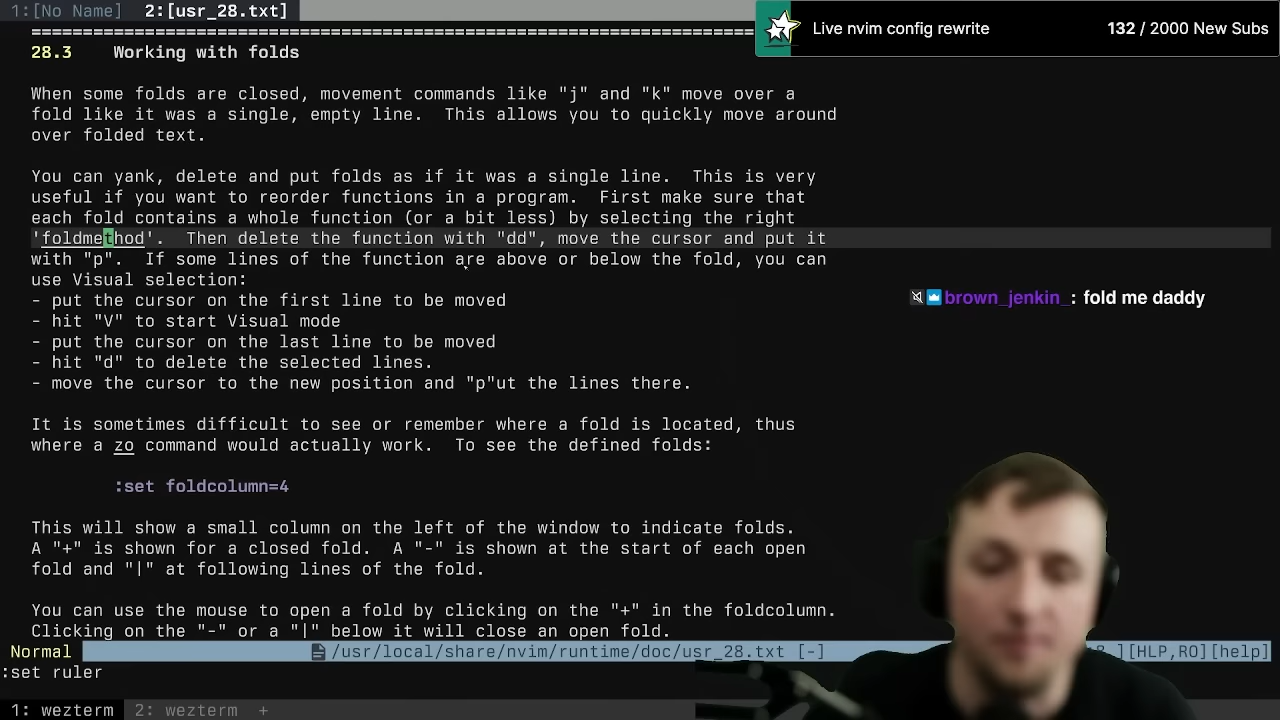 1:[No Name] 2:[usr_28.txt]
Live nvim config rewrite 132 / 2000 New Subs
================================================================
28.3 Working with folds
When some folds are closed, movement commands like "j" and "k" move over a
fold like it was a single, empty line. This allows you to quickly move around
over folded text.
You can yank, delete and put folds as if it was a single line. This is very
useful if you want to reorder functions in a program. First make sure that
each fold contains a whole function (or a bit less) by selecting the right
'foldmethod'. Then delete the function with "dd", move the cursor and put it
with "p". If some lines of the function are above or below the fold, you can
use Visual selection:
- put the cursor on the first line to be moved
- hit "V" to start Visual mode
- put the cursor on the last line to be moved
- hit "d" to delete the selected lines.
- move the cursor to the new position and "p"ut the lines there.
brown_jenkin_: fold me daddy
It is sometimes difficult to see or remember where a fold is located, thus
where a zo command would actually work. To see the defined folds:
:set foldcolumn=4
This will show a small column on the left of the window to indicate folds.
A "+" is shown for a closed fold. A "-" is shown at the start of each open
fold and "|" at following lines of the fold.
You can use the mouse to open a fold by clicking on the "+" in the foldcolumn.
Clicking on the "-" or a "|" below it will close an open fold.
Normal /usr/local/share/nvim/runtime/doc/usr_28.txt [-] ][HLP,RO][help]
:set ruler
1: wezterm 2: wezterm +